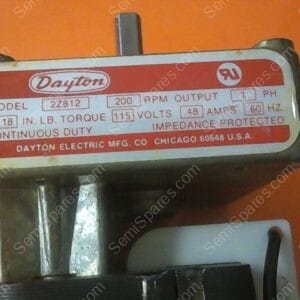 Dayton
MODEL 2Z812 200 RPM OUTPUT 1 PH
18 IN. LB. TORQUE 115 VOLTS .48 AMPS 60 HZ
CONTINUOUS DUTY IMPEDANCE PROTECTED
DAYTON ELECTRIC MFG. CO CHICAGO 60648 U.S.A.
SemiSpares.com